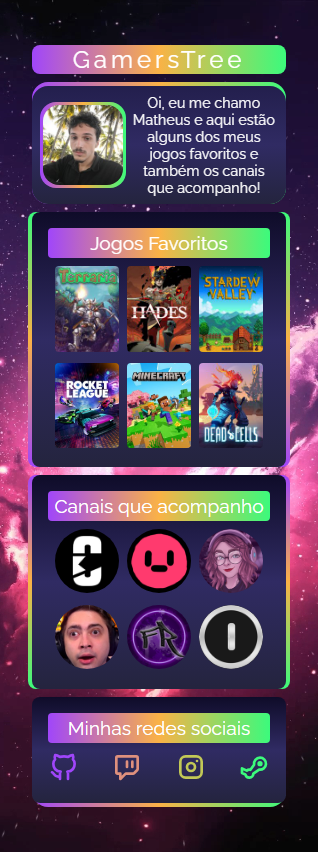 GamersTree
Oi, eu me chamo
Matheus e aqui estão
alguns dos meus
jogos favoritos e
também os canais
que acompanho!
Jogos Favoritos
Terraria
HADES
STARDEW
VALLEY
ROCKET
LEAGUE
MINECRAFT
DEAD CELLS
Canais que acompanho
FR
Minhas redes sociais